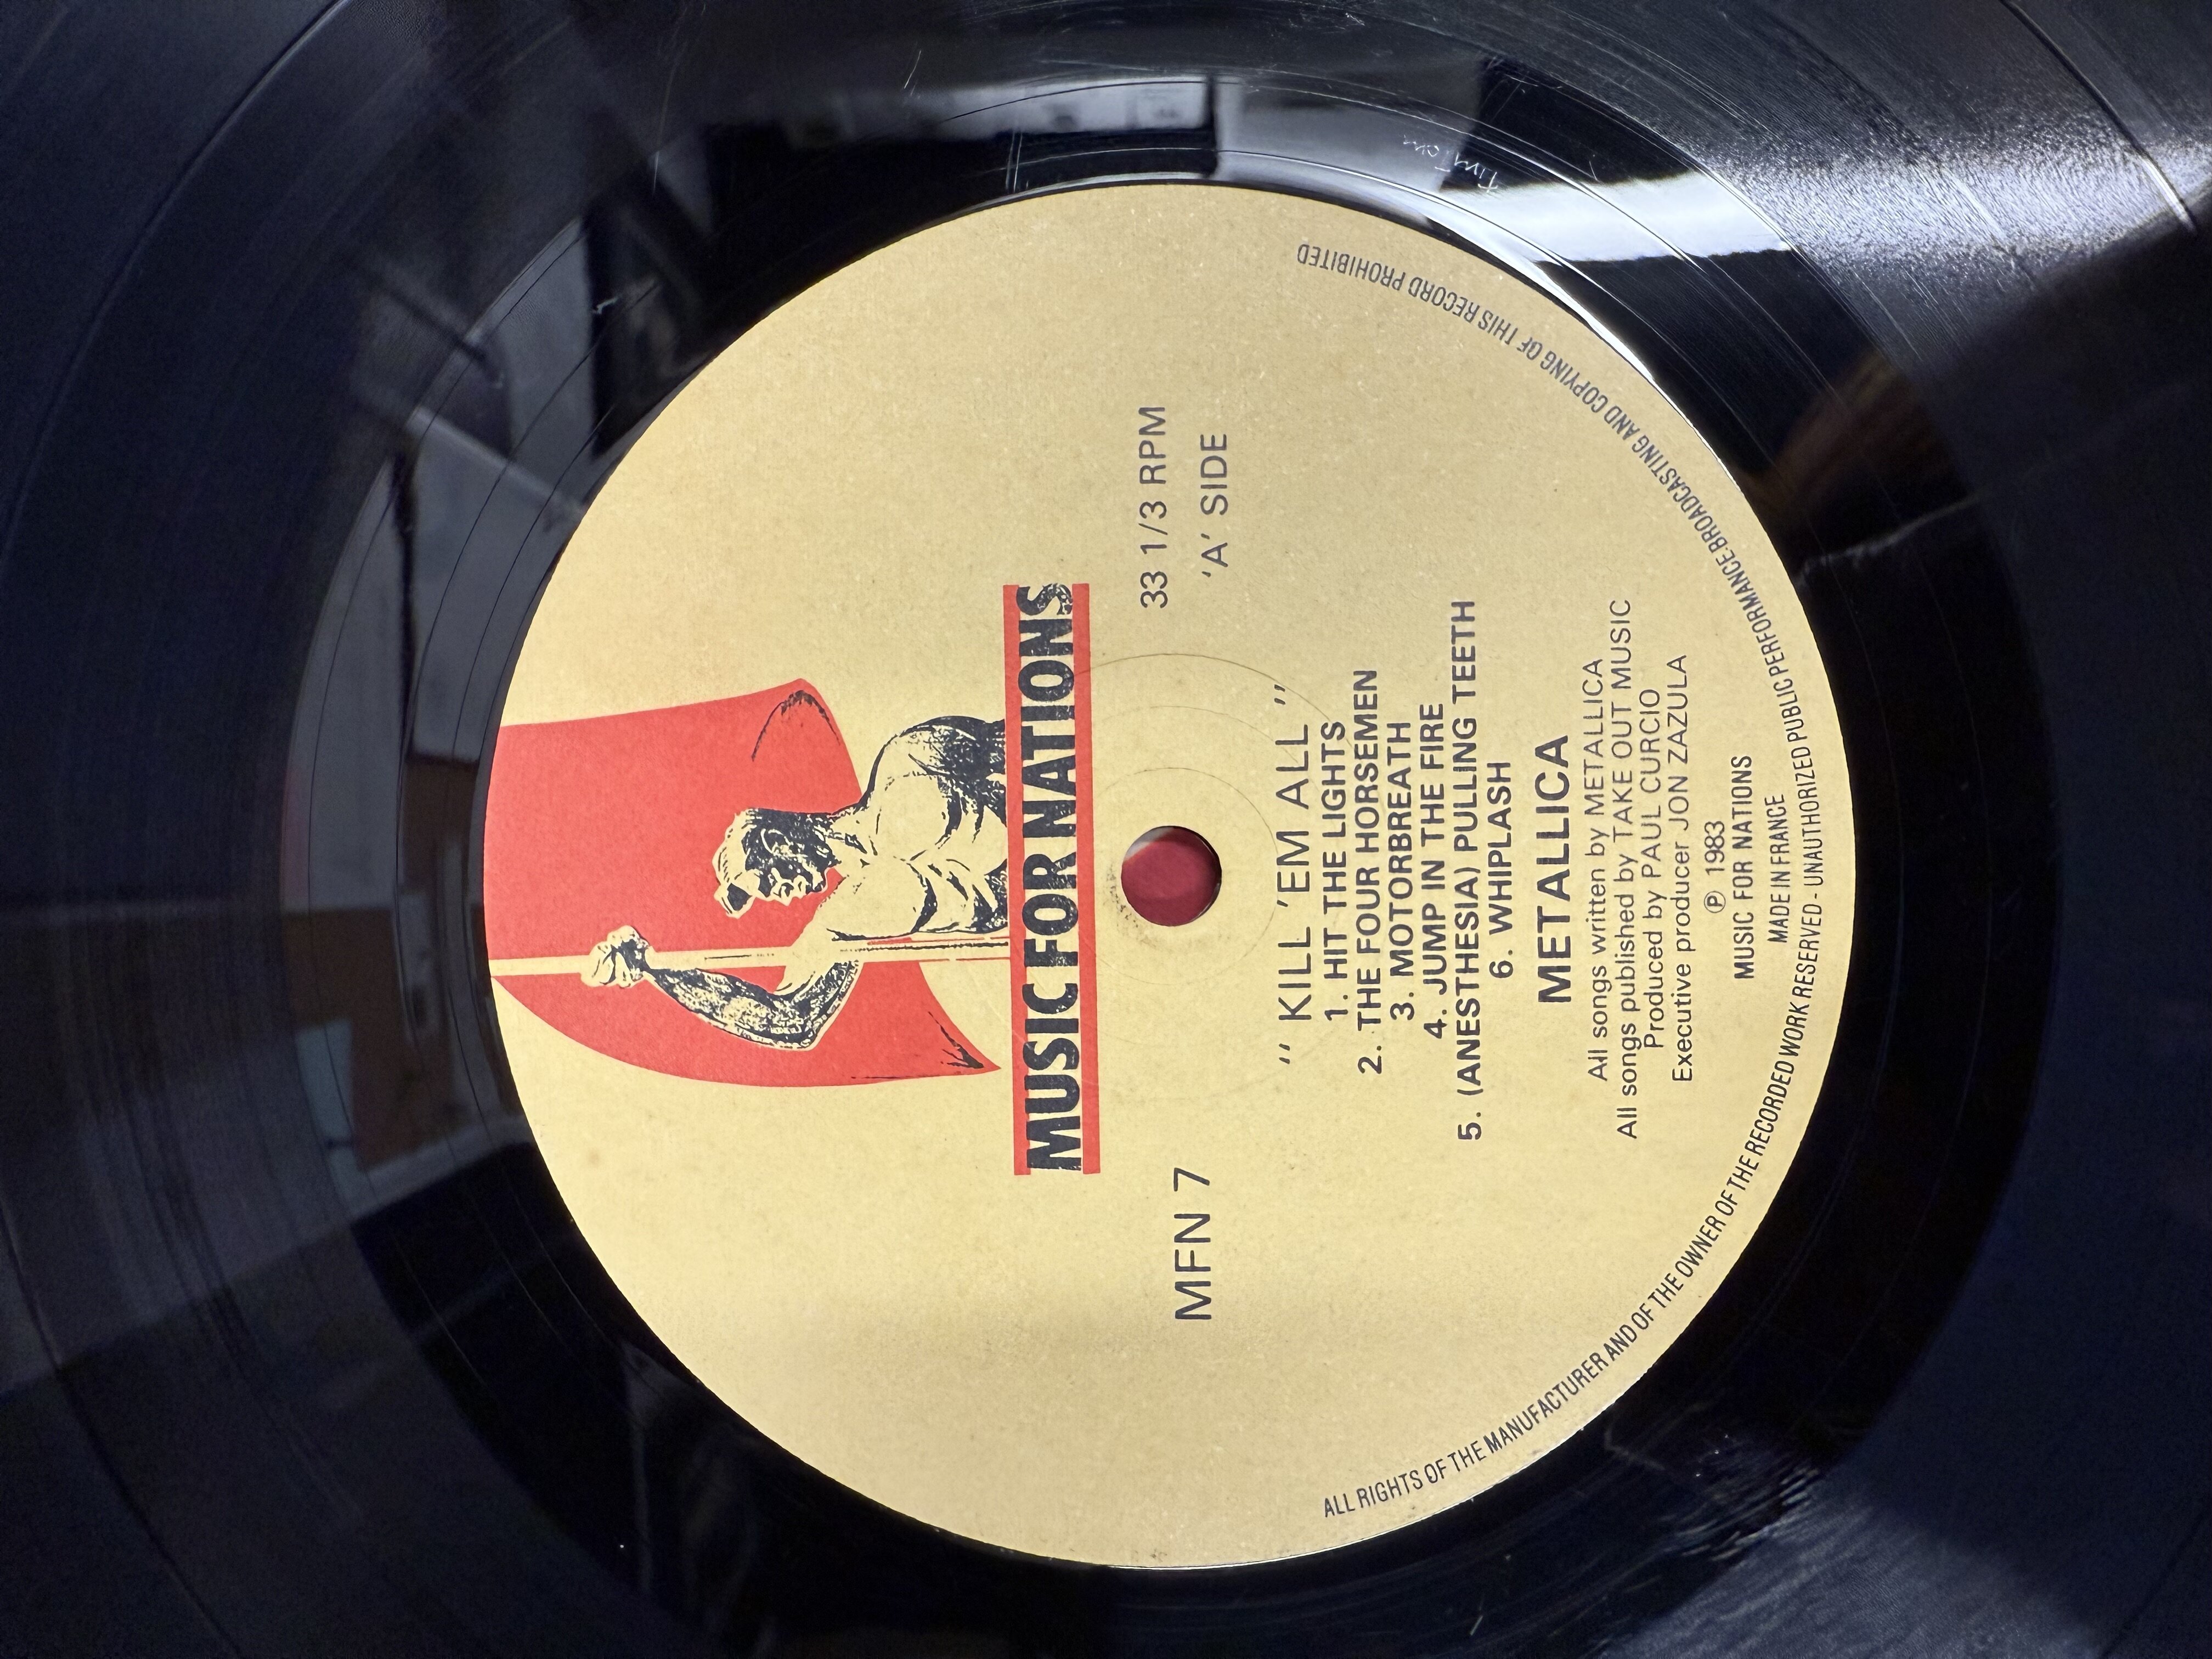 MUSIC FOR NATIONS
33 1/3 RPM
'A' SIDE
MFN 7
" KILL 'EM ALL "
1. HIT THE LIGHTS
2. THE FOUR HORSEMEN
3. MOTORBREATH
4. JUMP IN THE FIRE
5. (ANESTHESIA) PULLING TEETH
6. WHIPLASH
METALLICA
All songs written by METALLICA
All songs published by TAKE OUT MUSIC
Produced by PAUL CURCIO
Executive producer JON ZAZULA
℗ 1983
MUSIC FOR NATIONS
MADE IN FRANCE
ALL RIGHTS OF THE MANUFACTURER AND OF THE OWNER OF THE RECORDED WORK RESERVED - UNAUTHORIZED PUBLIC PERFORMANCE-BROADCASTING AND COPYING OF THIS RECORD PROHIBITED